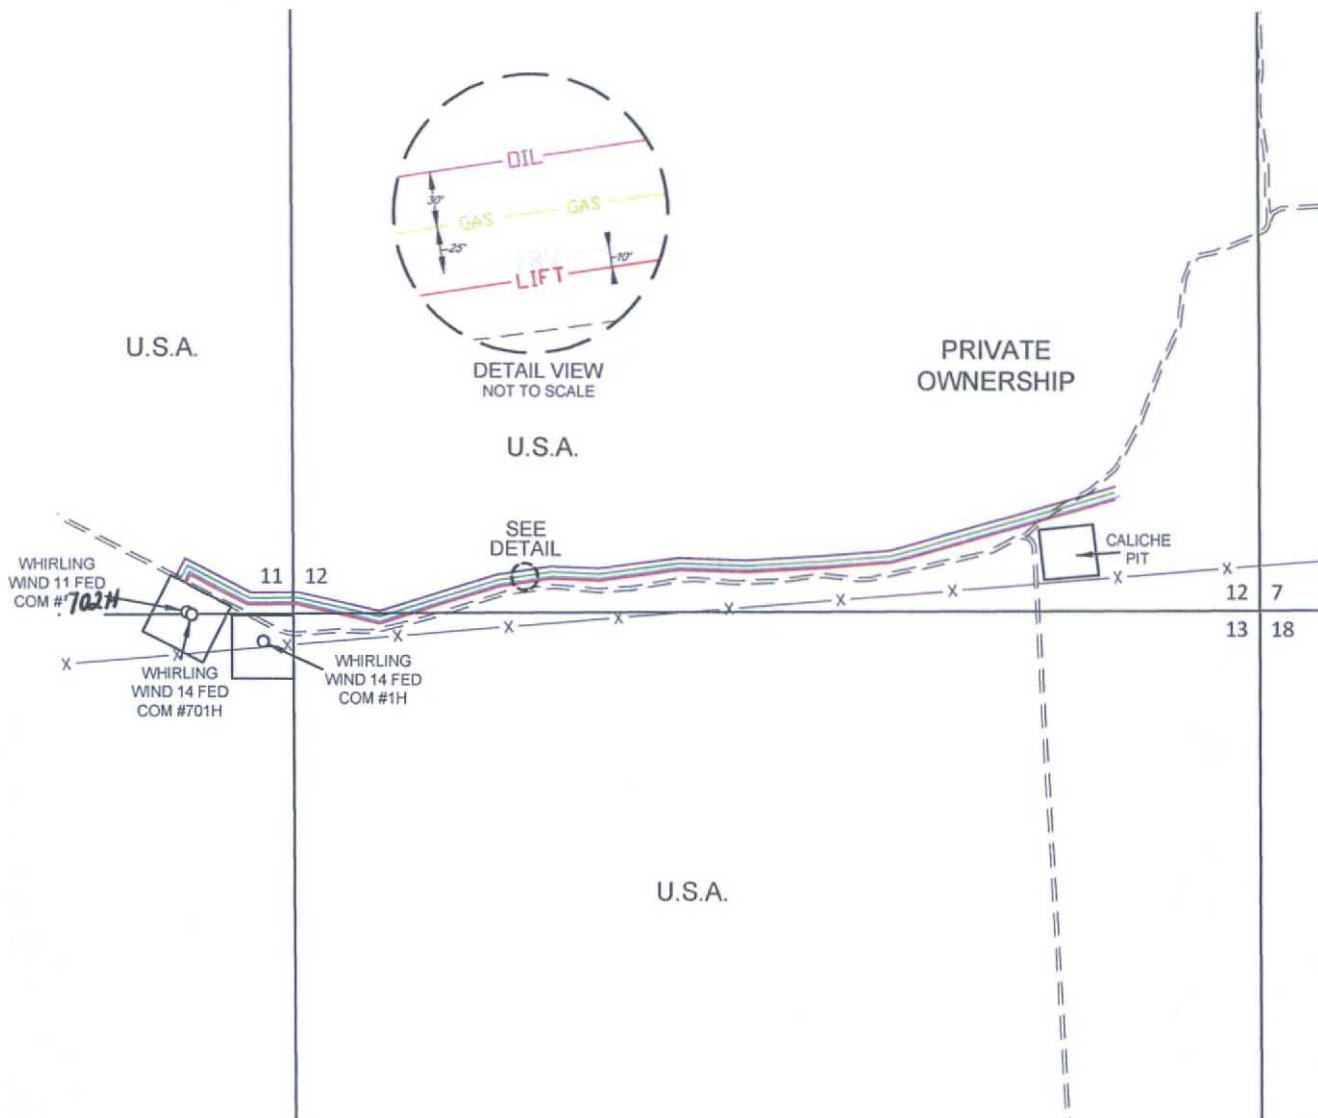 OIL
30'
GAS GAS
25'
LIFT
10'
DETAIL VIEW
NOT TO SCALE
U.S.A.
PRIVATE
OWNERSHIP
U.S.A.
SEE
DETAIL
CALICHE
PIT
WHIRLING
WIND 11 FED
COM #702H
11 12
12 7
13 18
WHIRLING
WIND 14 FED
COM #701H
WHIRLING
WIND 14 FED
COM #1H
X X X X X X X X X X X
U.S.A.